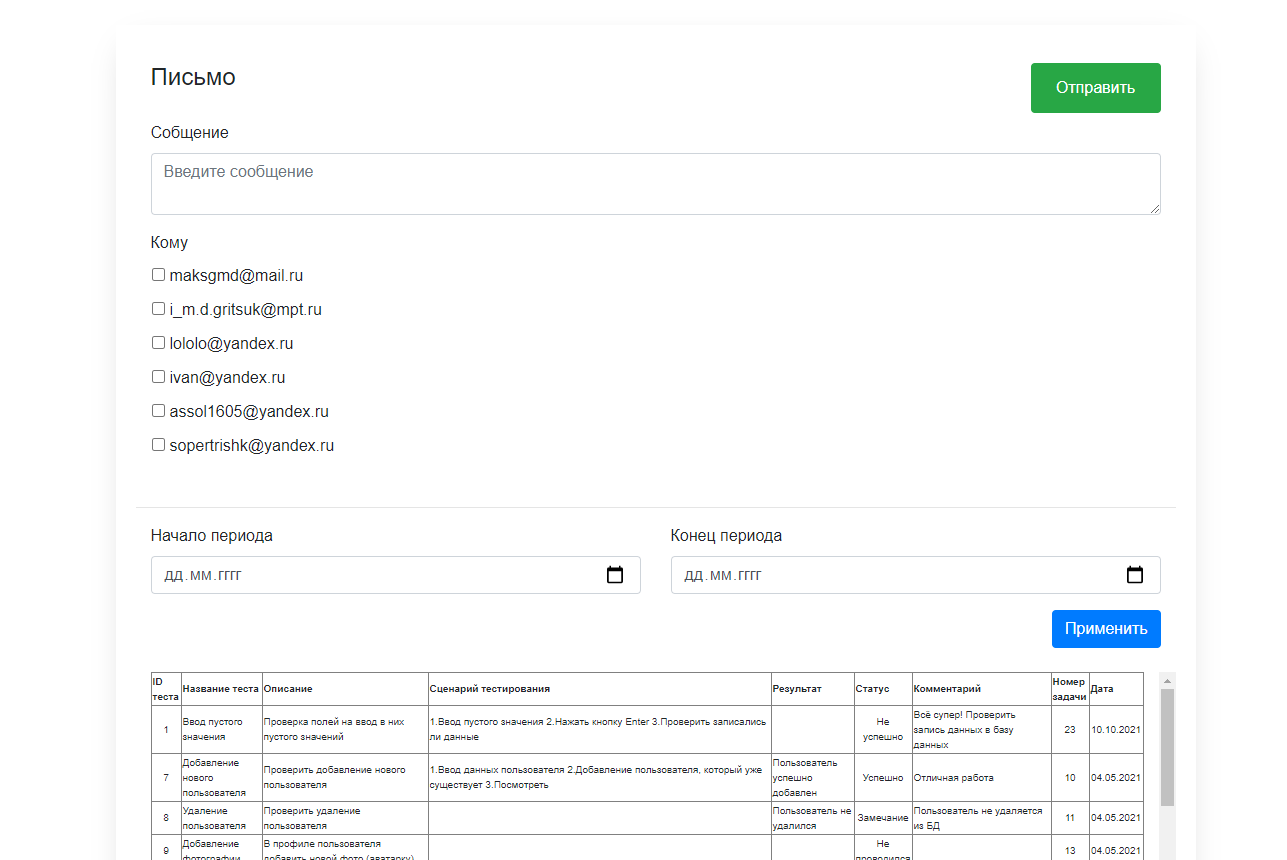 Письмо
Отправить
Собщение
Введите сообщение
Кому
maksgmd@mail.ru
i_m.d.gritsuk@mpt.ru
lololo@yandex.ru
ivan@yandex.ru
assol1605@yandex.ru
sopertrishk@yandex.ru
Начало периода
Конец периода
ДД.ММ.ГГГГ
ДД.ММ.ГГГГ
Применить
ID теста Название теста Описание Сценарий тестирования Результат Статус Комментарий Номер задачи Дата
1 Ввод пустого значения Проверка полей на ввод в них пустого значений 1.Ввод пустого значения 2.Нажать кнопку Enter 3.Проверить записались ли данные Не успешно Всё супер! Проверить запись данных в базу данных 23 10.10.2021
7 Добавление нового пользователя Проверить добавление нового пользователя 1.Ввод данных пользователя 2.Добавление пользователя, который уже существует 3.Посмотреть Пользователь успешно добавлен Успешно Отличная работа 10 04.05.2021
8 Удаление пользователя Проверить удаление пользователя Пользователь не удалился Замечание Пользователь не удаляется из БД 11 04.05.2021
9 Добавление фотографии В профиле пользователя добавить новой фото (аватарку) Не проводился 13 04.05.2021